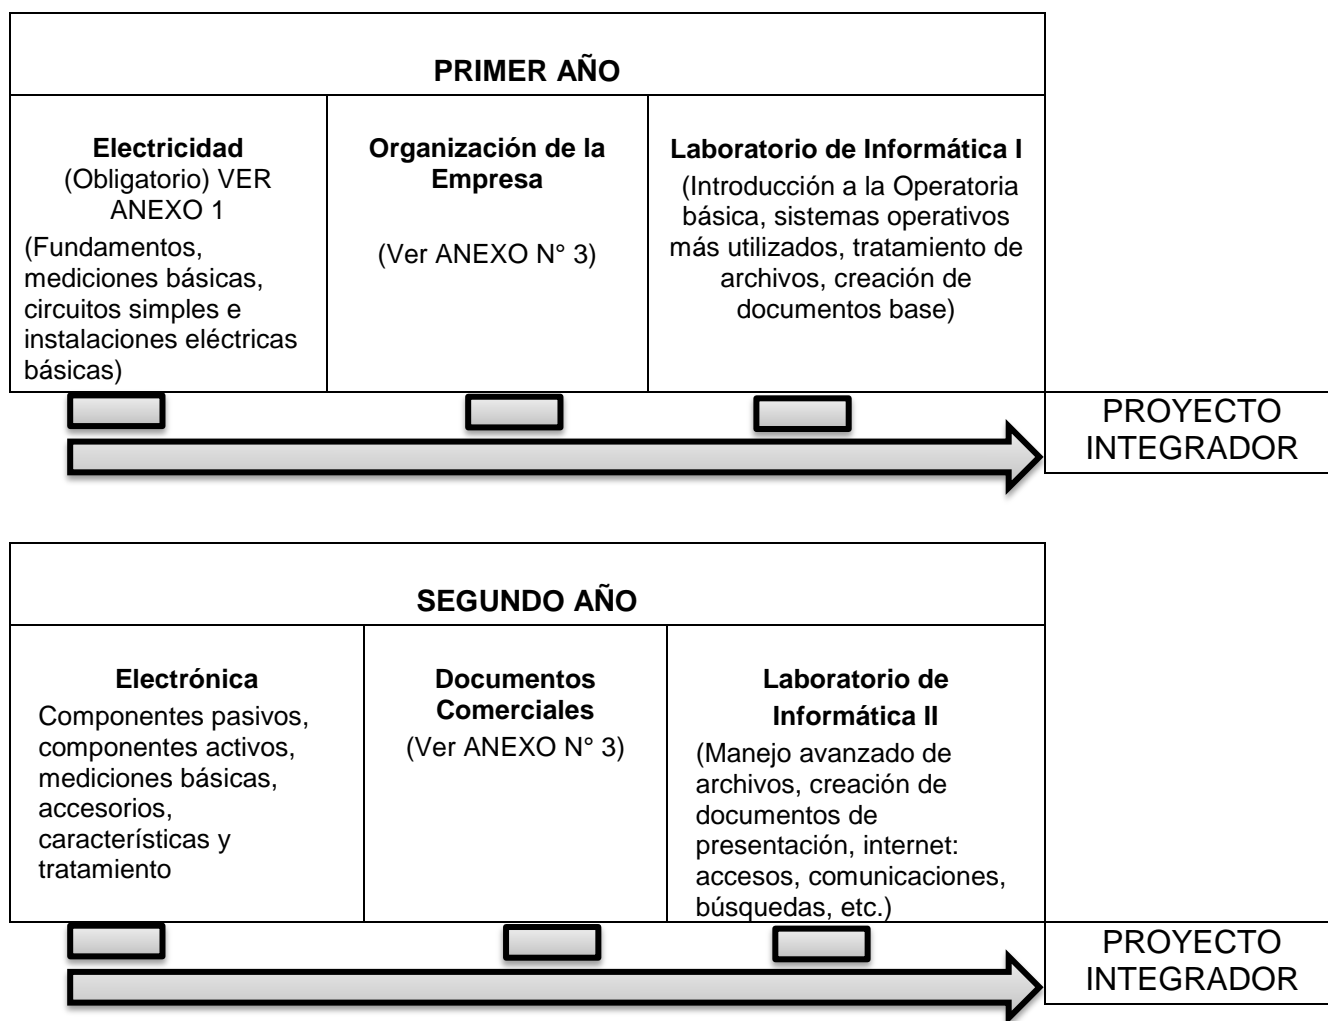 PRIMER AÑO
Electricidad
(Obligatorio) VER
ANEXO 1
(Fundamentos,
mediciones básicas,
circuitos simples e
instalaciones eléctricas
básicas)
Organización de la
Empresa
(Ver ANEXO N° 3)
Laboratorio de Informática I
(Introducción a la Operatoria
básica, sistemas operativos
más utilizados, tratamiento de
archivos, creación de
documentos base)
PROYECTO
INTEGRADOR
SEGUNDO AÑO
Electrónica
Componentes pasivos,
componentes activos,
mediciones básicas,
accesorios,
características y
tratamiento
Documentos
Comerciales
(Ver ANEXO N° 3)
Laboratorio de
Informática II
(Manejo avanzado de
archivos, creación de
documentos de
presentación, internet:
accesos, comunicaciones,
búsquedas, etc.)
PROYECTO
INTEGRADOR